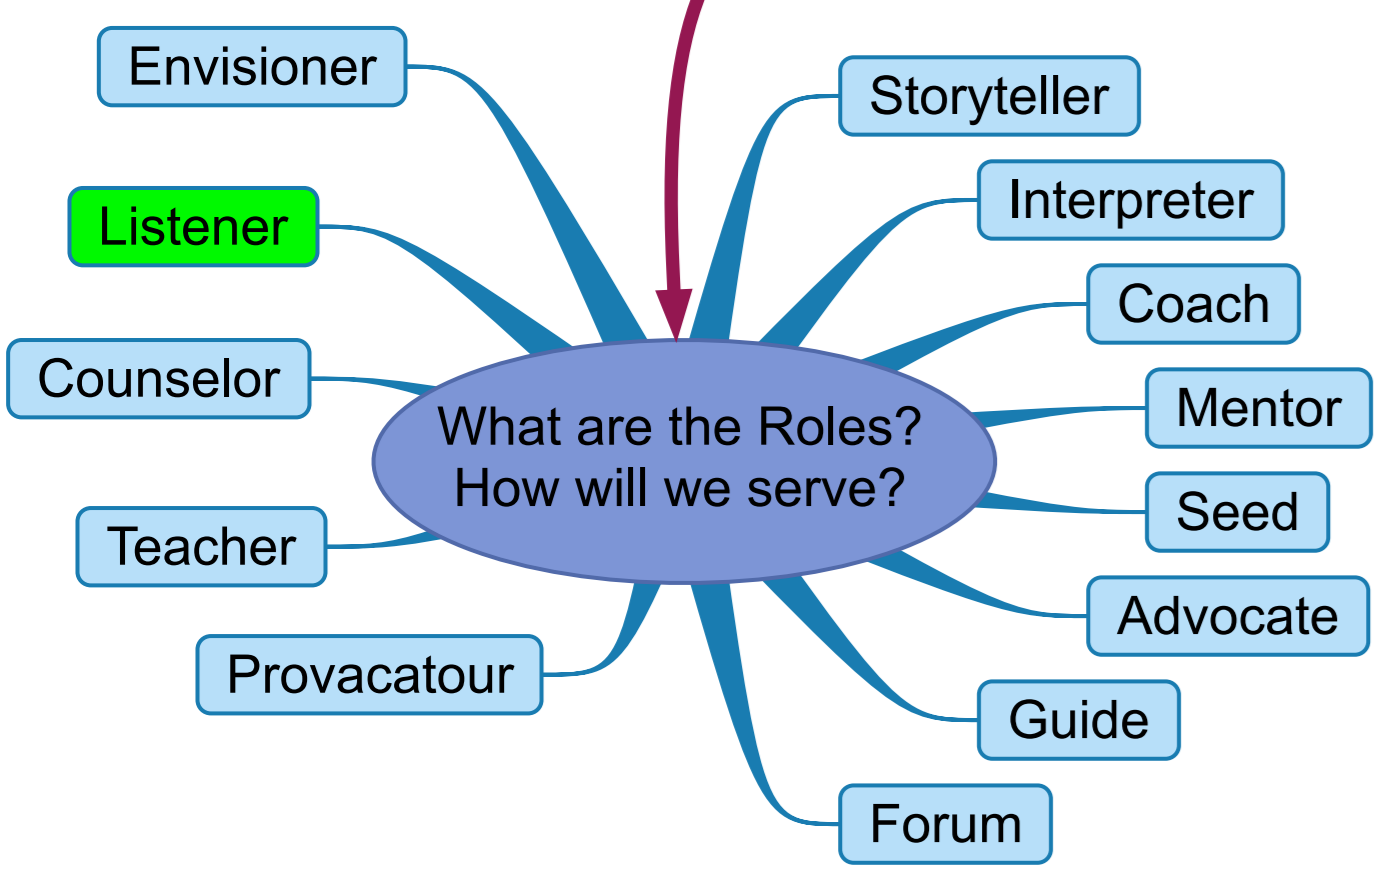 Envisioner
Storyteller
Interpreter
Listener
Coach
Counselor
Mentor
What are the Roles?
How will we serve?
Seed
Teacher
Advocate
Provacatour
Guide
Forum